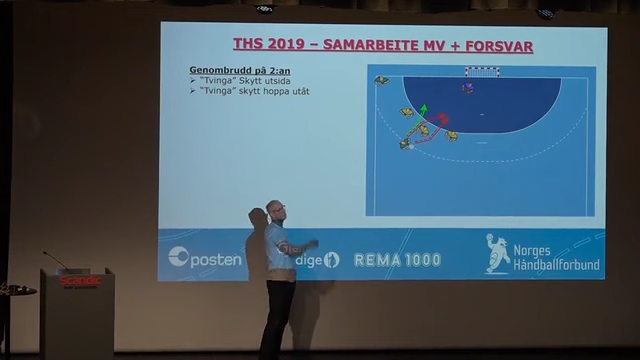 THS 2019 – SAMARBEITE MV + FORSVAR
Genombrudd på 2:an
"Tvinga" Skytt utsida
"Tvinga" skytt hoppa utåt
posten
dige
REMA 1000
Norges
Håndballforbund
Scandic